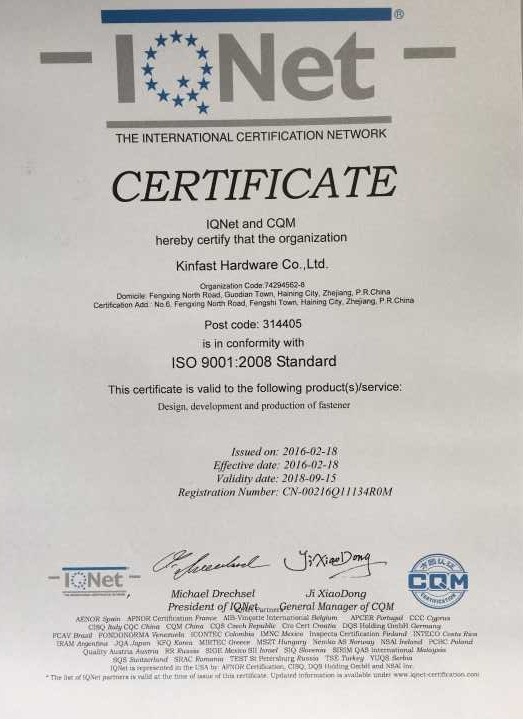 IQNet ®
THE INTERNATIONAL CERTIFICATION NETWORK
CERTIFICATE
IQNet and CQM
hereby certify that the organization
Kinfast Hardware Co.,Ltd.
Organization Code:74294562-8
Domicile: Fengxing North Road, Guodian Town, Haining City, Zhejiang, P.R.China
Certification Add.: No.6, Fengxing North Road, Fengshi Town, Haining City, Zhejiang, P.R.China
Post code: 314405
is in conformity with
ISO 9001:2008 Standard
This certificate is valid to the following product(s)/service:
Design, development and production of fastener
Issued on: 2016-02-18
Effective date: 2016-02-18
Validity date: 2018-09-15
Registration Number: CN-00216Q11134R0M
Ji XiaoDong
IQNet
CQM
CERTIFICATION
Michael Drechsel
Ji XiaoDong
President of IQNet
General Manager of CQM
IQNet Partners
AENOR Spain AFNOR Certification France AIB-Vinçotte International Belgium APCER Portugal CCC Cyprus
CISQ Italy CQC China CQM China CQS Czech Republic Cro Cert Croatia DQS Holding GmbH Germany
FCAV Brazil FONDONORMA Venezuela ICONTEC Colombia IMNC Mexico Inspecta Certification Finland INTECO Costa Rica
IRAM Argentina JQA Japan KFQ Korea MIRTEC Greece MSZT Hungary Nemko AS Norway NSAI Ireland PCBC Poland
Quality Austria Austria RR Russia SIGE Mexico SII Israel SIQ Slovenia SIRIM QAS International Malaysia
SQS Switzerland SRAC Romania TEST St Petersburg Russia TSE Turkey YUQS Serbia
IQNet is represented in the USA by: AFNOR Certification, CISQ, DQS Holding GmbH and NSAI Inc.
* The list of IQNet partners is valid at the time of issue of this certificate. Updated information is available under www.iqnet-certification.com